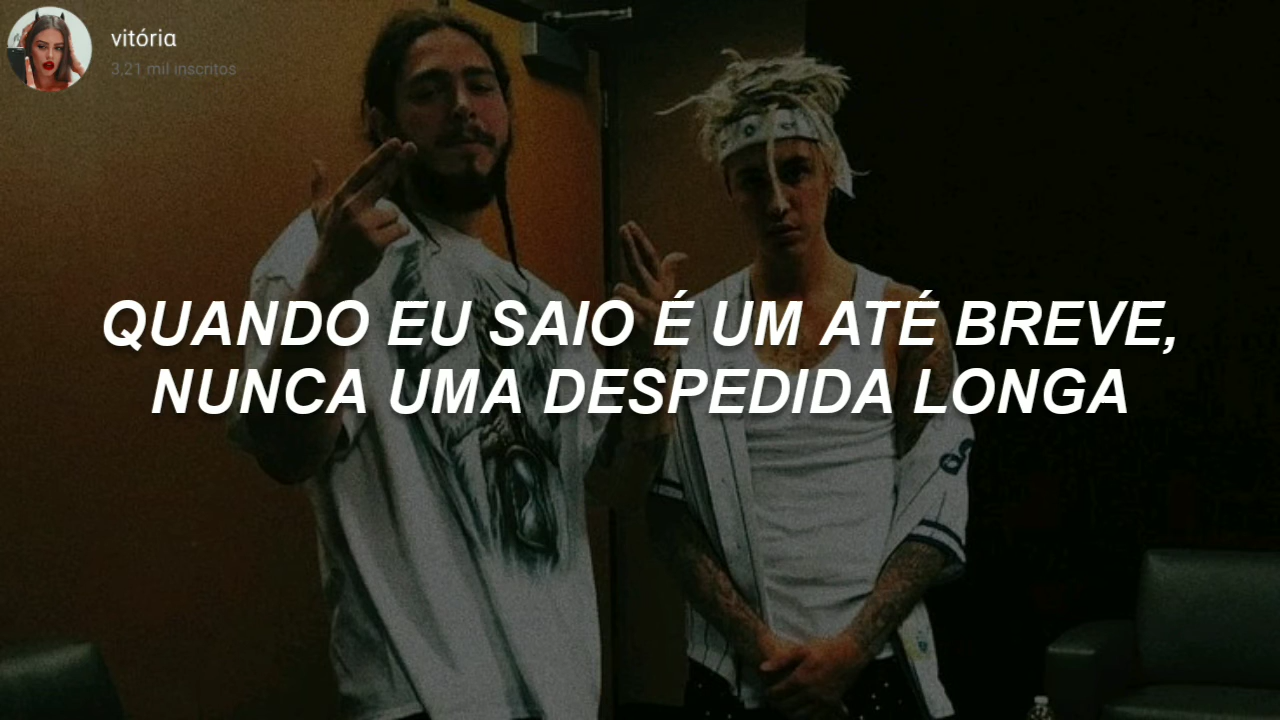 vitória
3,21 mil inscritos
QUANDO EU SAIO É UM ATÉ BREVE,
NUNCA UMA DESPEDIDA LONGA